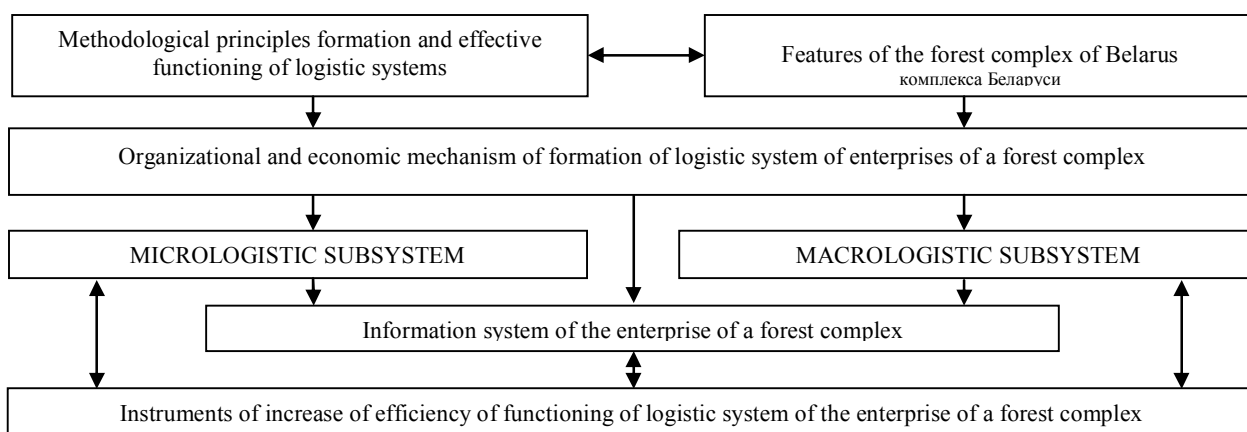 Methodological principles formation and effective
functioning of logistic systems
Features of the forest complex of Belarus
комплекса Беларуси
Organizational and economic mechanism of formation of logistic system of enterprises of a forest complex
MICROLOGISTIC SUBSYSTEM
MACROLOGISTIC SUBSYSTEM
Information system of the enterprise of a forest complex
Instruments of increase of efficiency of functioning of logistic system of the enterprise of a forest complex